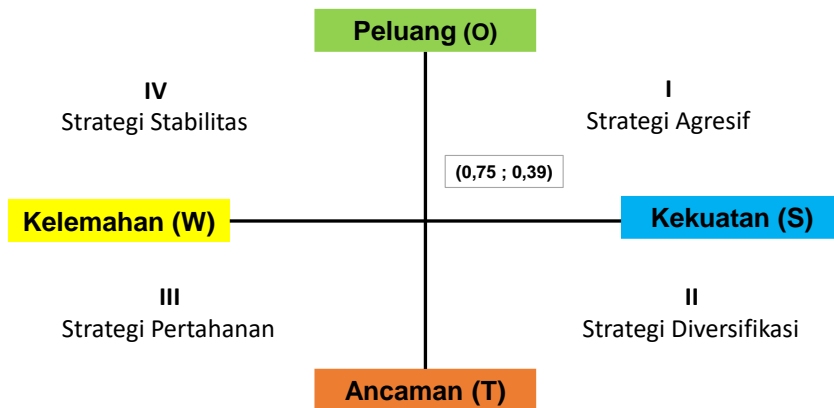 Peluang (O)
IV
Strategi Stabilitas
I
Strategi Agresif
(0,75 ; 0,39)
Kelemahan (W)
Kekuatan (S)
III
Strategi Pertahanan
II
Strategi Diversifikasi
Ancaman (T)